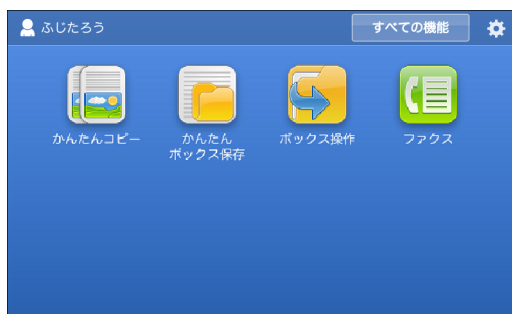 ふじたろう
すべての機能
かんたんコピー
かんたん
ボックス保存
ボックス操作
ファクス